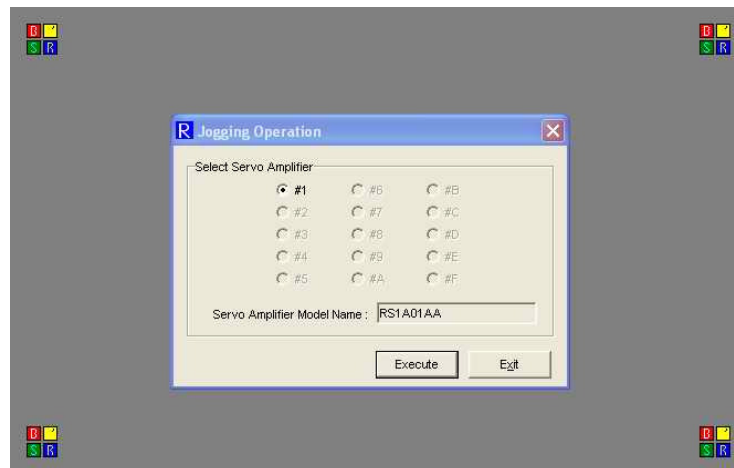 B
S R
B
S R
R Jogging Operation
Select Servo Amplifier
#1 #6 #B
#2 #7 #C
#3 #8 #D
#4 #9 #E
#5 #A #F
Servo Amplifier Model Name : RS1A01AA
Execute Exit
B
S R
B
S R